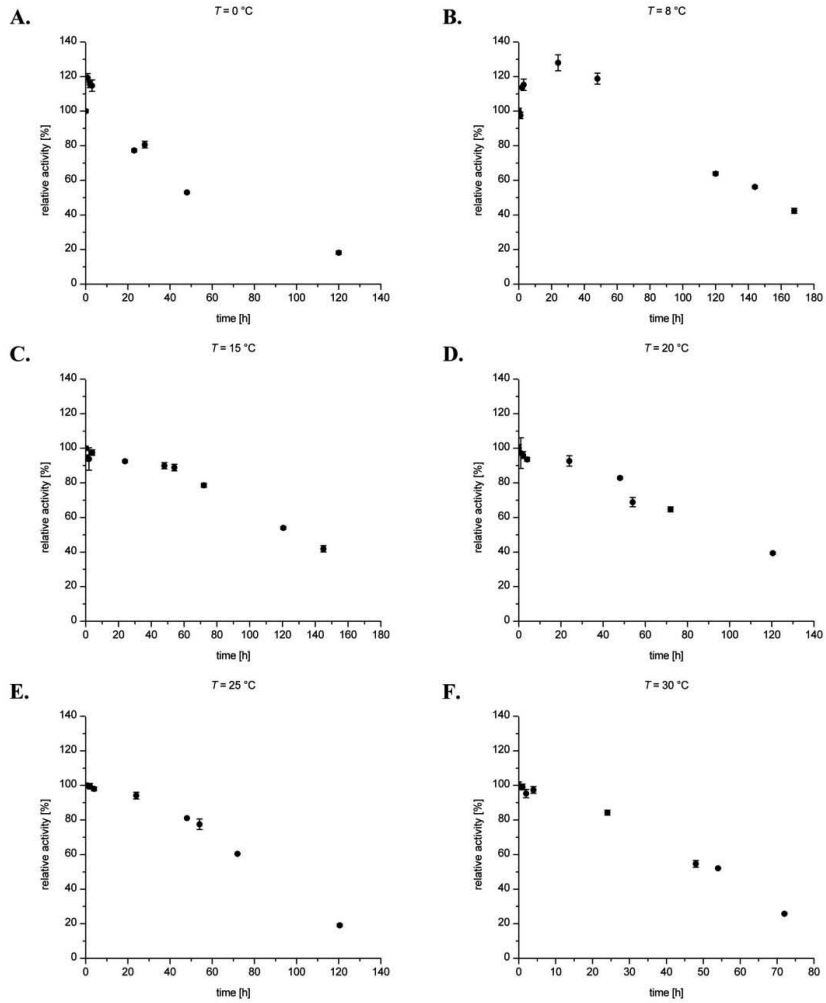 A.
T = 0 °C
relative activity [%]
140
120
100
80
60
40
20
0
0 20 40 60 80 100 120 140
time [h]
B.
T = 8 °C
relative activity [%]
140
120
100
80
60
40
20
0
0 20 40 60 80 100 120 140 160 180
time [h]
C.
T = 15 °C
relative activity [%]
140
120
100
80
60
40
20
0
0 20 40 60 80 100 120 140 160 180
time [h]
D.
T = 20 °C
relative activity [%]
140
120
100
80
60
40
20
0
0 20 40 60 80 100 120 140
time [h]
E.
T = 25 °C
relative activity [%]
140
120
100
80
60
40
20
0
0 20 40 60 80 100 120 140
time [h]
F.
T = 30 °C
relative activity [%]
140
120
100
80
60
40
20
0
0 10 20 30 40 50 60 70 80
time [h]